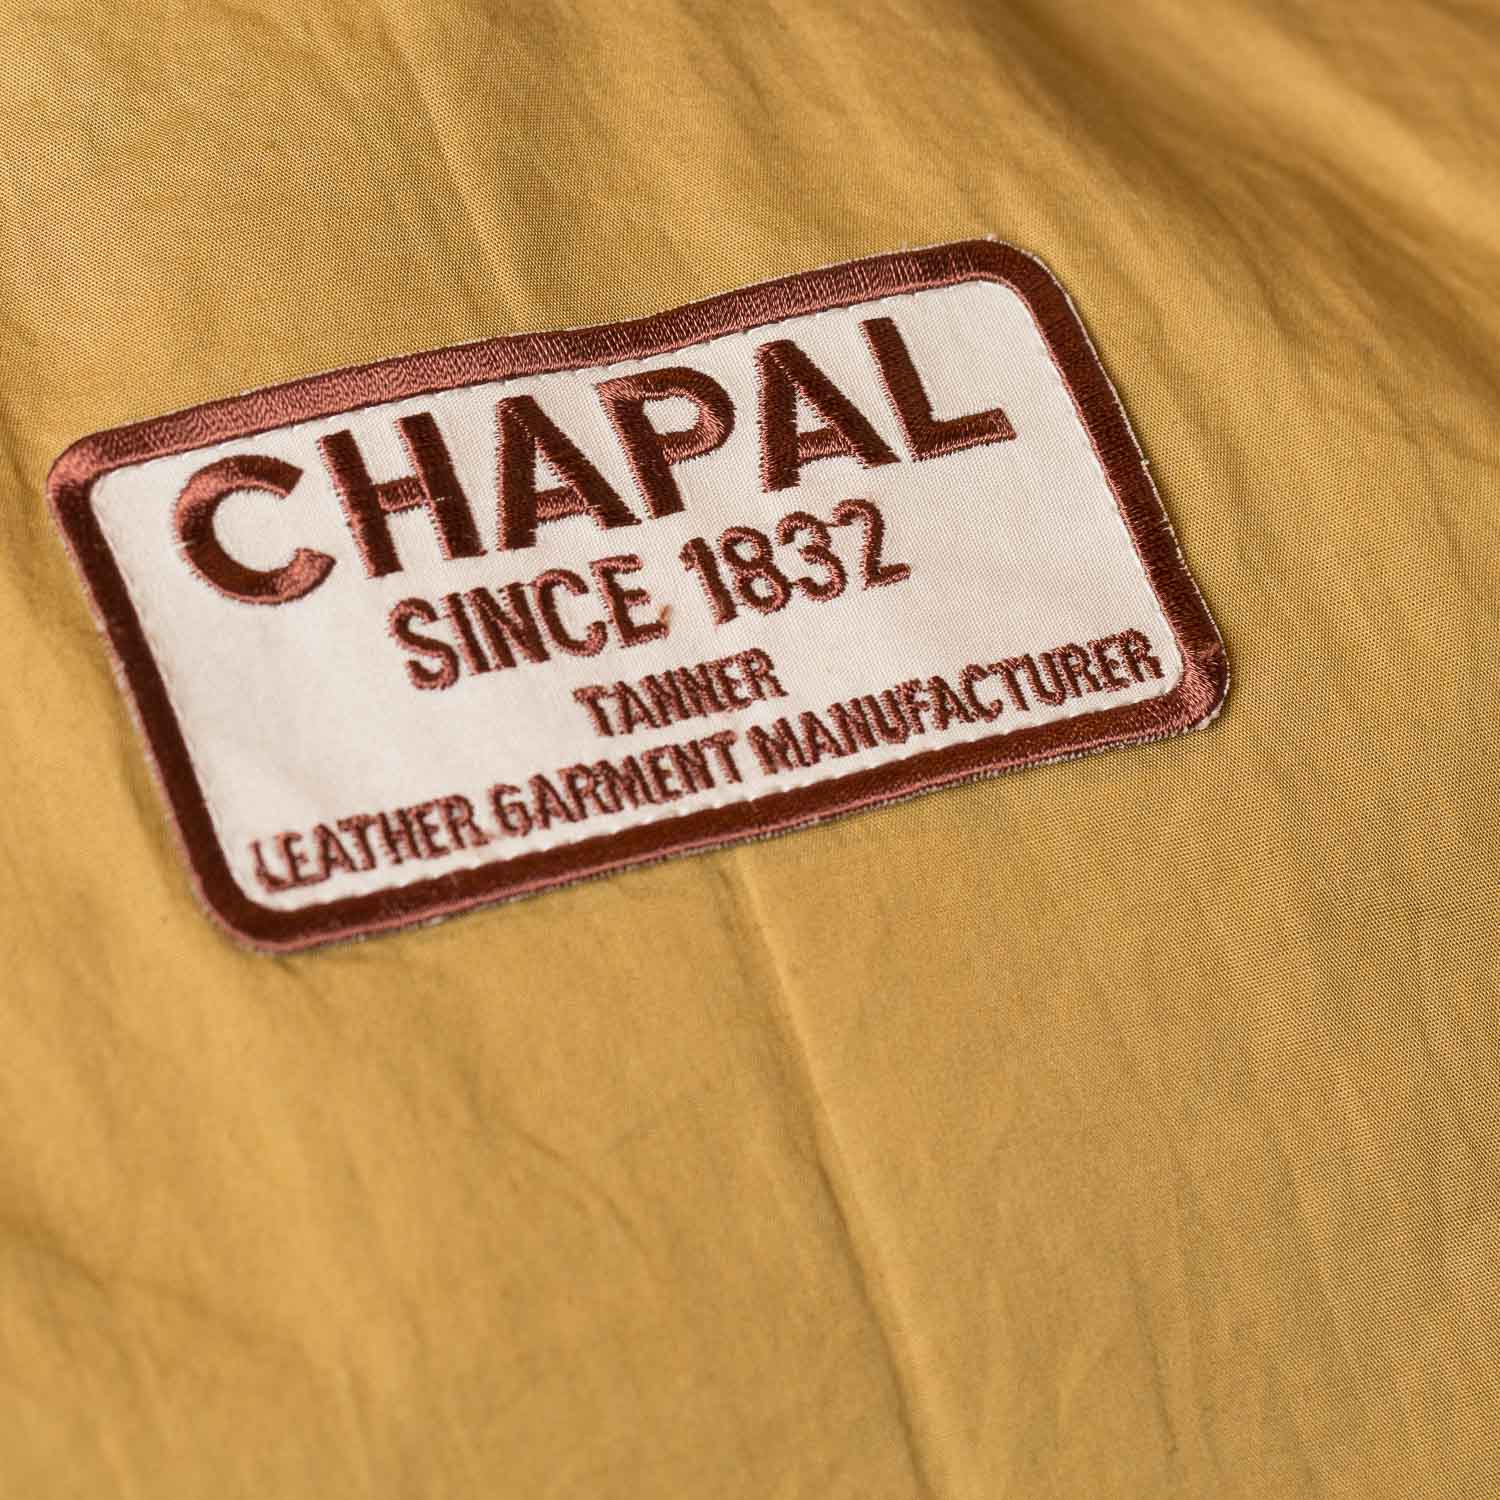 CHAPAL
SINCE 1832
TANNER
LEATHER GARMENT MANUFACTURER